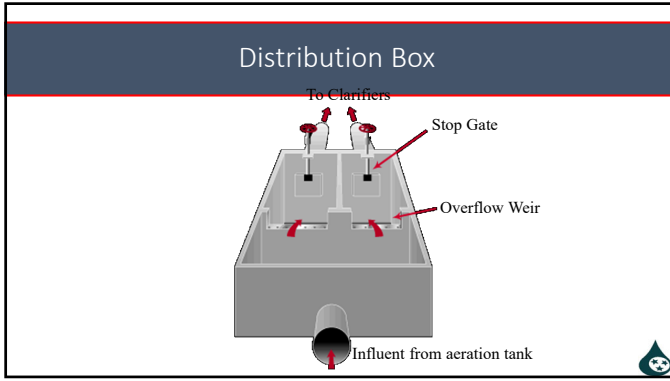 Distribution Box
To Clarifiers
Stop Gate
Overflow Weir
Influent from aeration tank